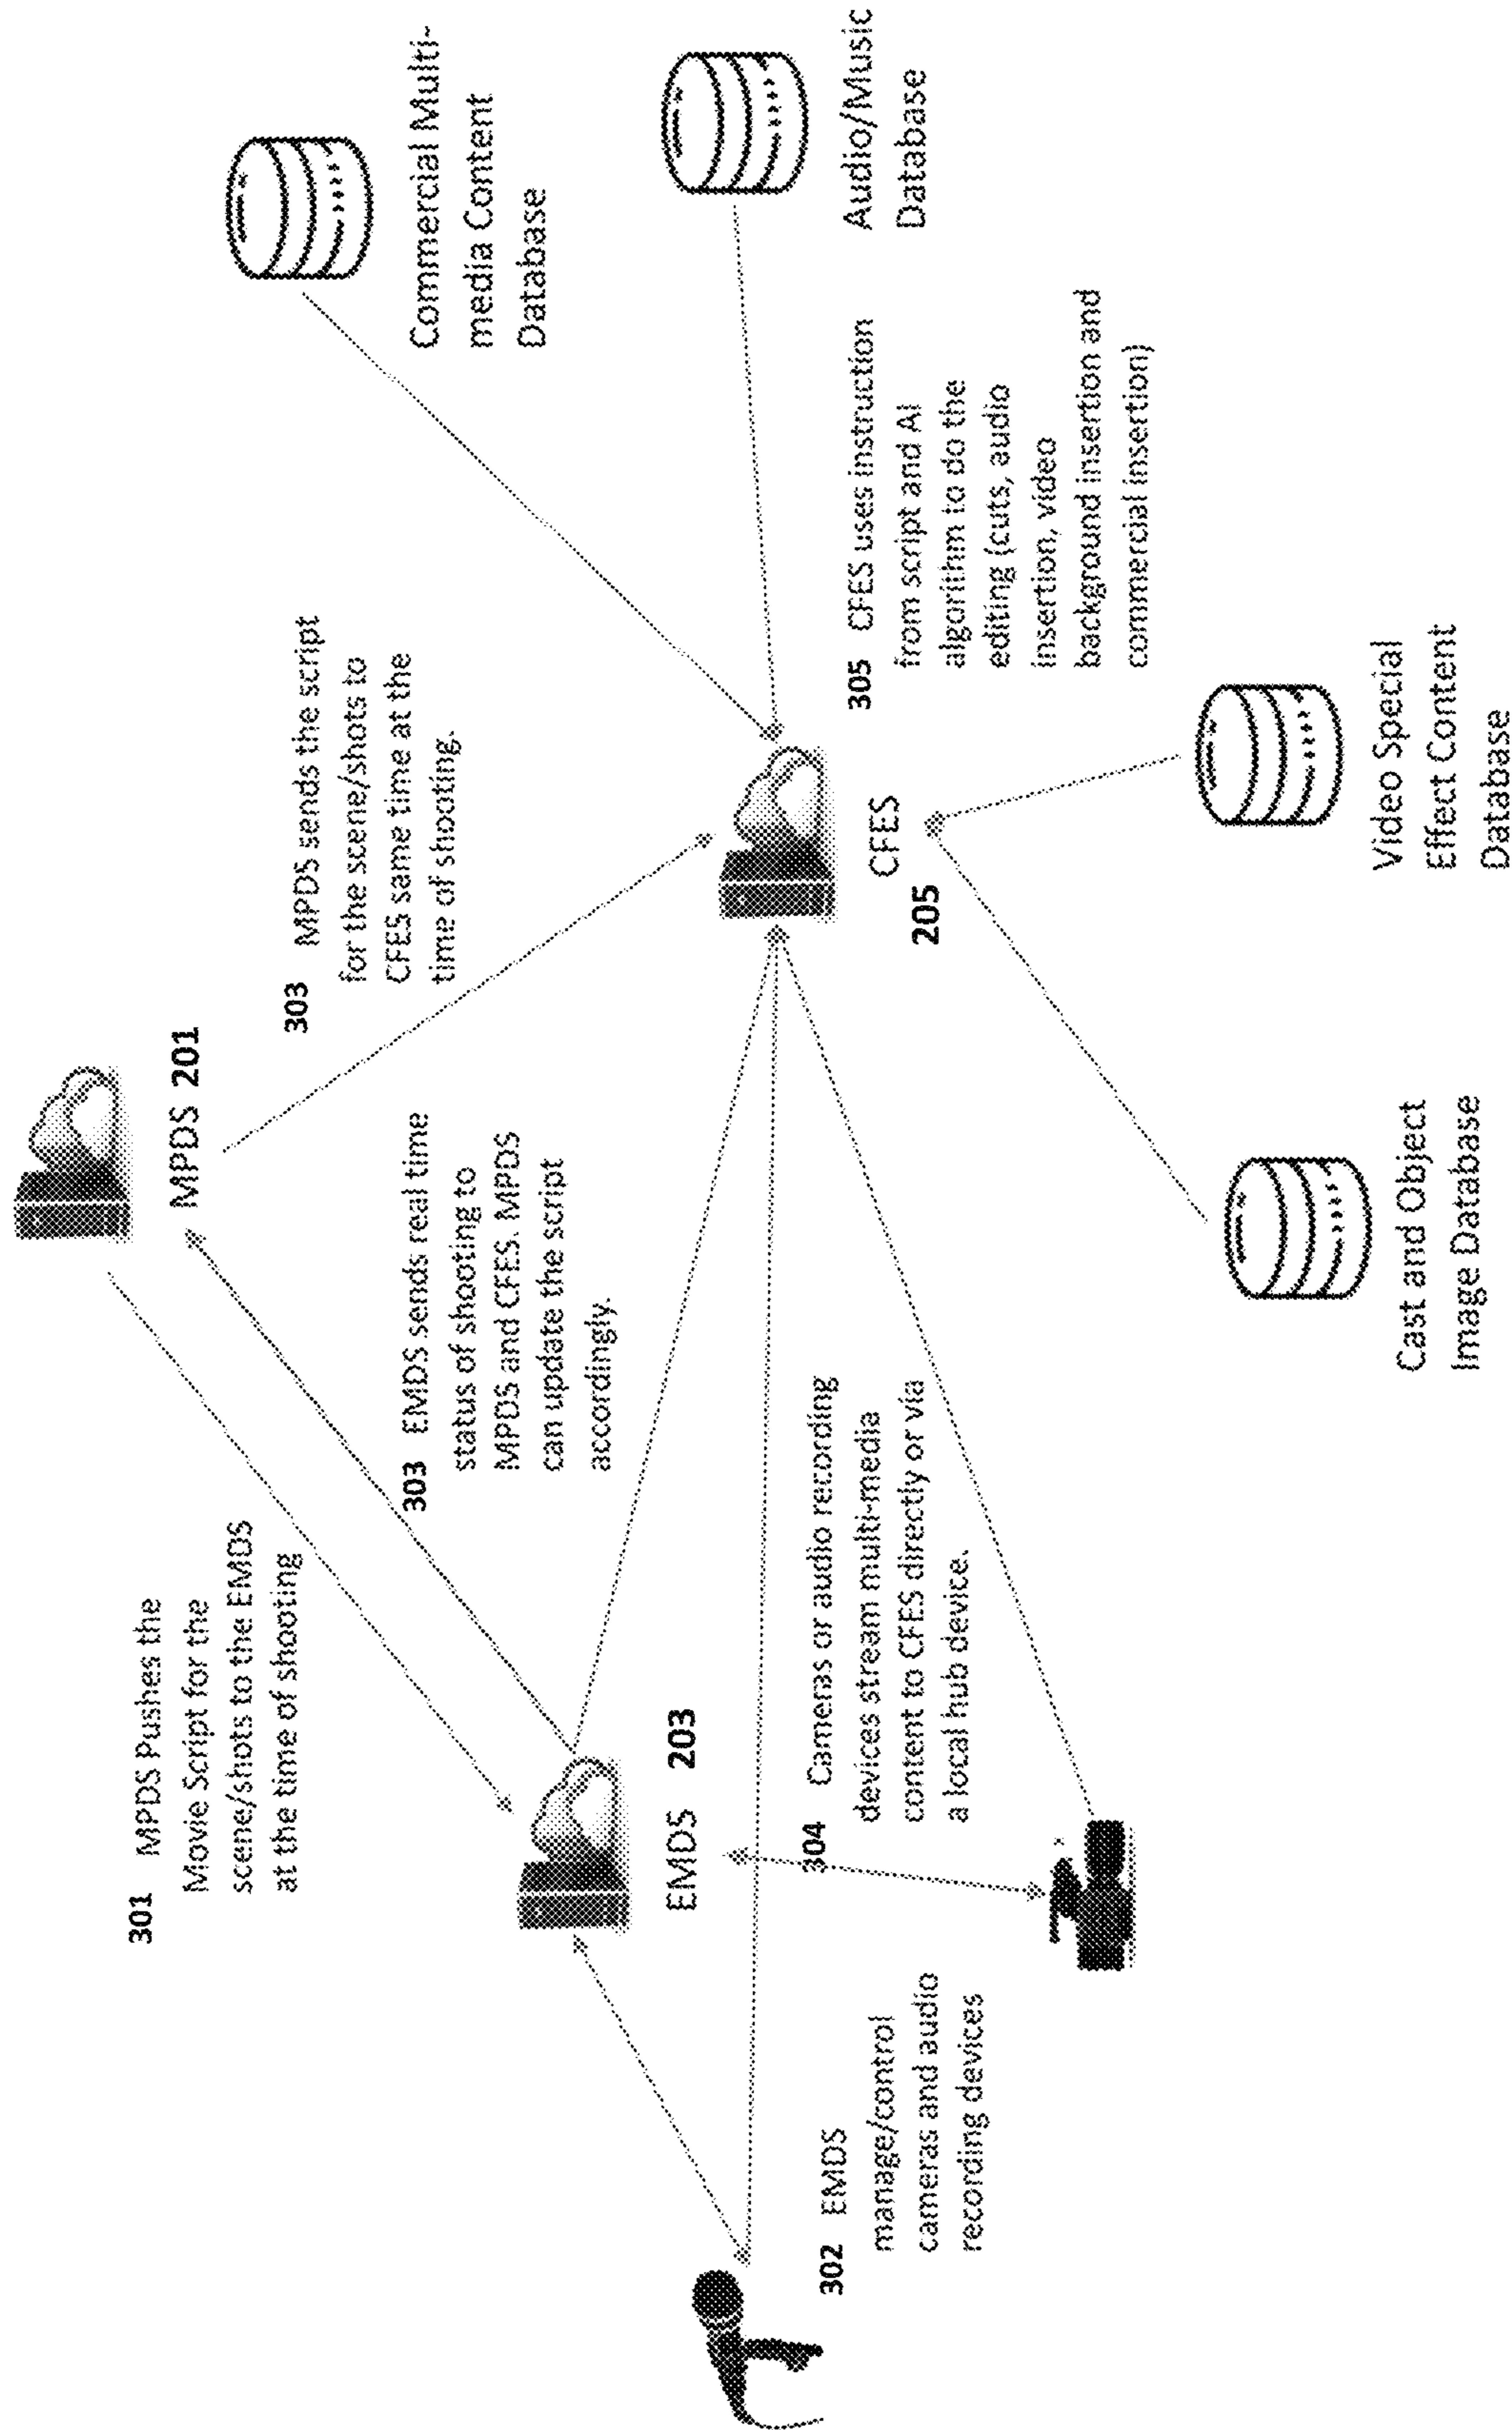 MPDS 201
301 MPDS Pushes the
Movie Script for the
scene/shots to the EMDS
at the time of shooting
303 MPDS sends the script
for the scene/shots to
CFES same time at the
time of shooting.
Commercial Multi-
media Content
Database
303 EMDS sends real time
status of shooting to
MPDS and CFES. MPDS
can update the script
accordingly.
EMDS 203
CFES
205
Audio/Music
Database
302 EMDS
manage/control
cameras and audio
recording devices
304 Cameras or audio recording
devices stream multi-media
content to CFES directly or via
a local hub device.
305 CFES uses instruction
from script and AI
algorithm to do the
editing (cuts, audio
insertion, video
background insertion and
commercial insertion)
Cast and Object
Image Database
Video Special
Effect Content
Database